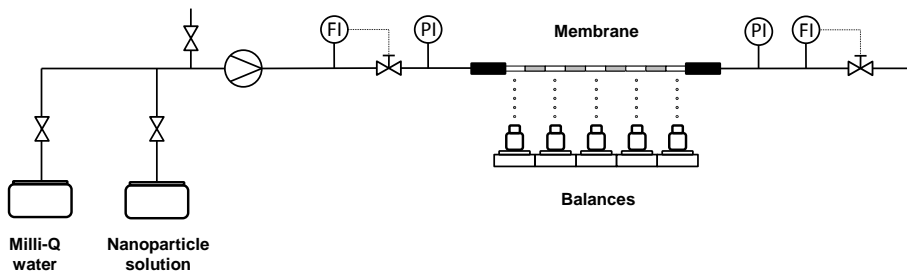 FI
PI
Membrane
PI
FI
Balances
Milli-Q
water
Nanoparticle
solution